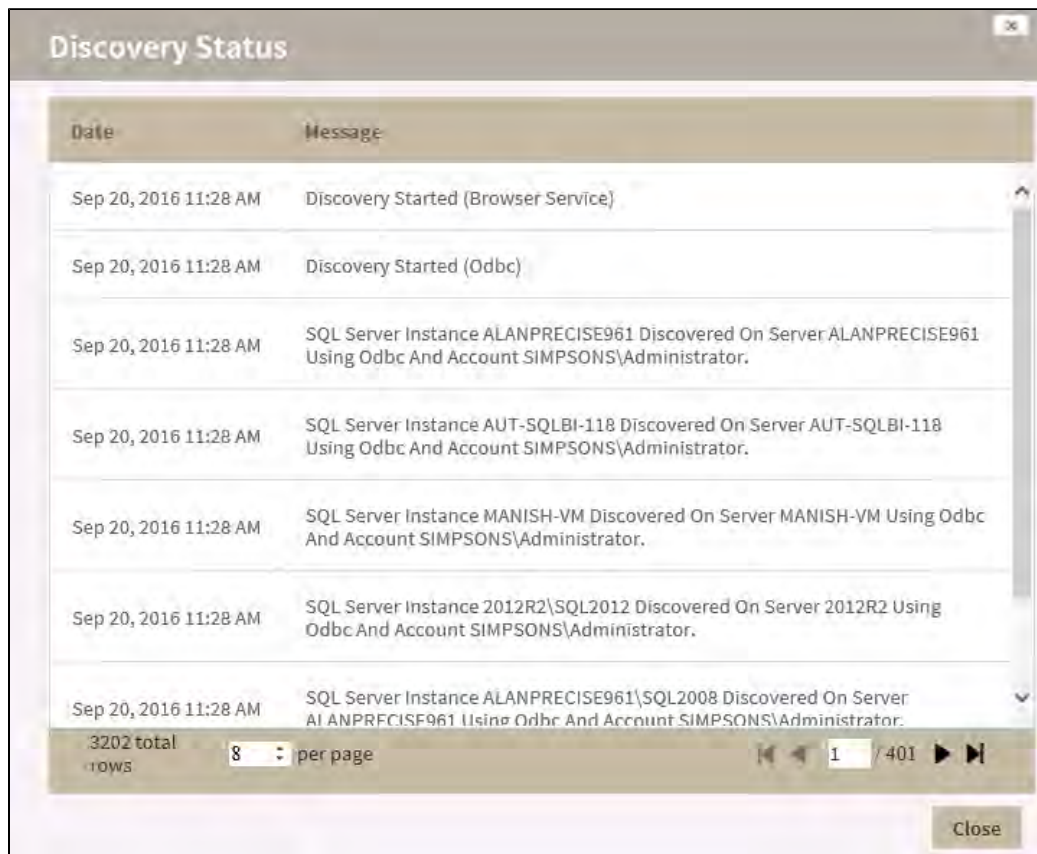 Discovery Status
Date Message
Sep 20, 2016 11:28 AM Discovery Started (Browser Service)
Sep 20, 2016 11:28 AM Discovery Started (Odbc)
Sep 20, 2016 11:28 AM SQL Server Instance ALANPRECISE961 Discovered On Server ALANPRECISE961
Using Odbc And Account SIMPSONS\Administrator.
Sep 20, 2016 11:28 AM SQL Server Instance AUT-SQLBI-118 Discovered On Server AUT-SQLBI-118
Using Odbc And Account SIMPSONS\Administrator.
Sep 20, 2016 11:28 AM SQL Server Instance MANISH-VM Discovered On Server MANISH-VM Using Odbc
And Account SIMPSONS\Administrator.
Sep 20, 2016 11:28 AM SQL Server Instance 2012R2\SQL2012 Discovered On Server 2012R2 Using
Odbc And Account SIMPSONS\Administrator.
Sep 20, 2016 11:28 AM SQL Server Instance ALANPRECISE961\SQL2008 Discovered On Server
ALANPRECISE961 Using Odbc And Account SIMPSONS\Administrator.
3202 total
rows
8 per page
1 / 401
Close